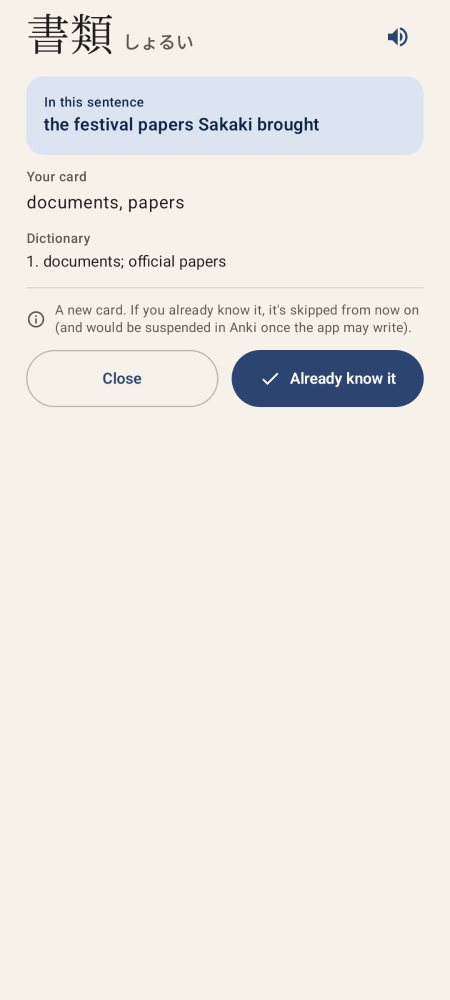 書類 しょるい
In this sentence
the festival papers Sakaki brought
Your card
documents, papers
Dictionary
1. documents; official papers
A new card. If you already know it, it's skipped from now on
(and would be suspended in Anki once the app may write).
Close
Already know it